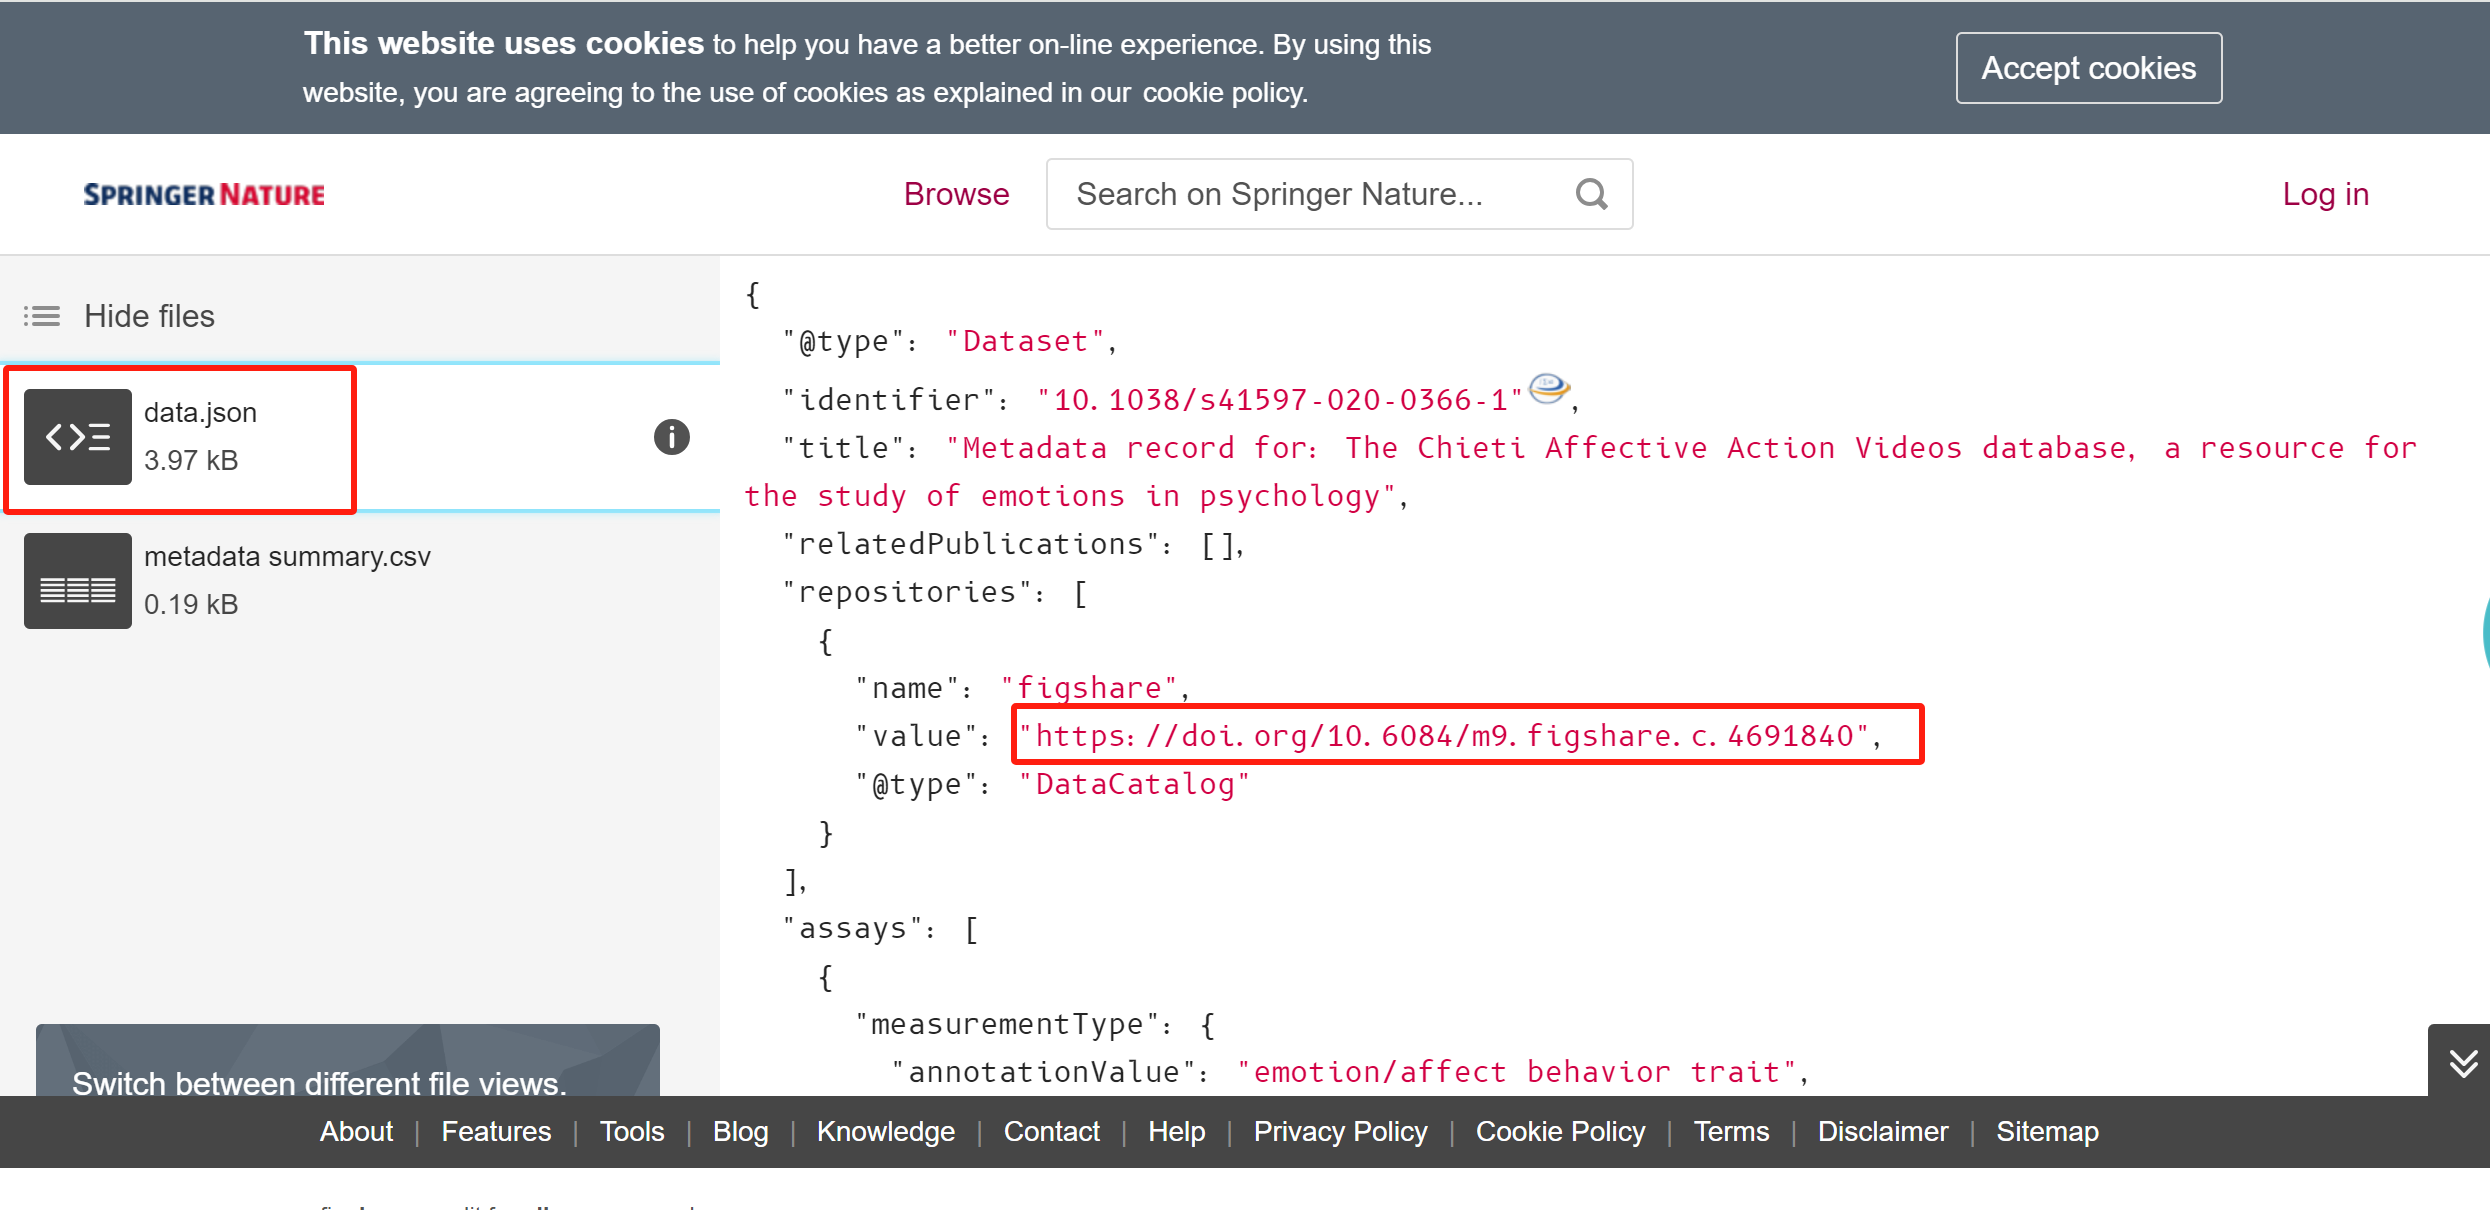 This website uses cookies to help you have a better on-line experience. By using this
website, you are agreeing to the use of cookies as explained in our cookie policy.
Accept cookies
SPRINGER NATURE
Browse
Search on Springer Nature...
Log in
Hide files
data.json
3.97 kB
metadata summary.csv
0.19 kB
{
"@type": "Dataset",
"identifier": "10.1038/s41597-020-0366-1",
"title": "Metadata record for: The Chieti Affective Action Videos database, a resource for
the study of emotions in psychology",
"relatedPublications": [],
"repositories": [
{
"name": "figshare",
"value": "https://doi.org/10.6084/m9.figshare.c.4691840",
"@type": "DataCatalog"
}
],
"assays": [
{
"measurementType": {
"annotationValue": "emotion/affect behavior trait",
Switch between different file views.
About | Features | Tools | Blog | Knowledge | Contact | Help | Privacy Policy | Cookie Policy | Terms | Disclaimer | Sitemap